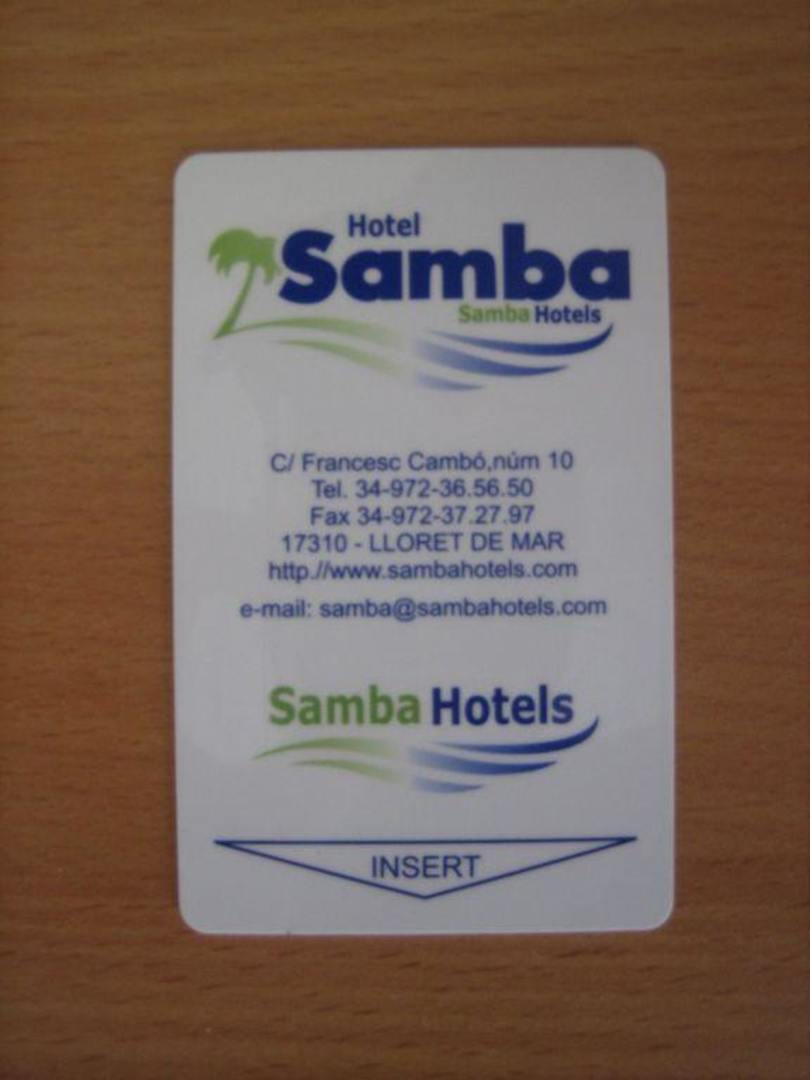 Hotel
Samba
Samba Hotels
C/ Francesc Cambó,núm 10
Tel. 34-972-36.56.50
Fax 34-972-37.27.97
17310 - LLORET DE MAR
http.//www.sambahotels.com
e-mail: samba@sambahotels.com
Samba Hotels
INSERT